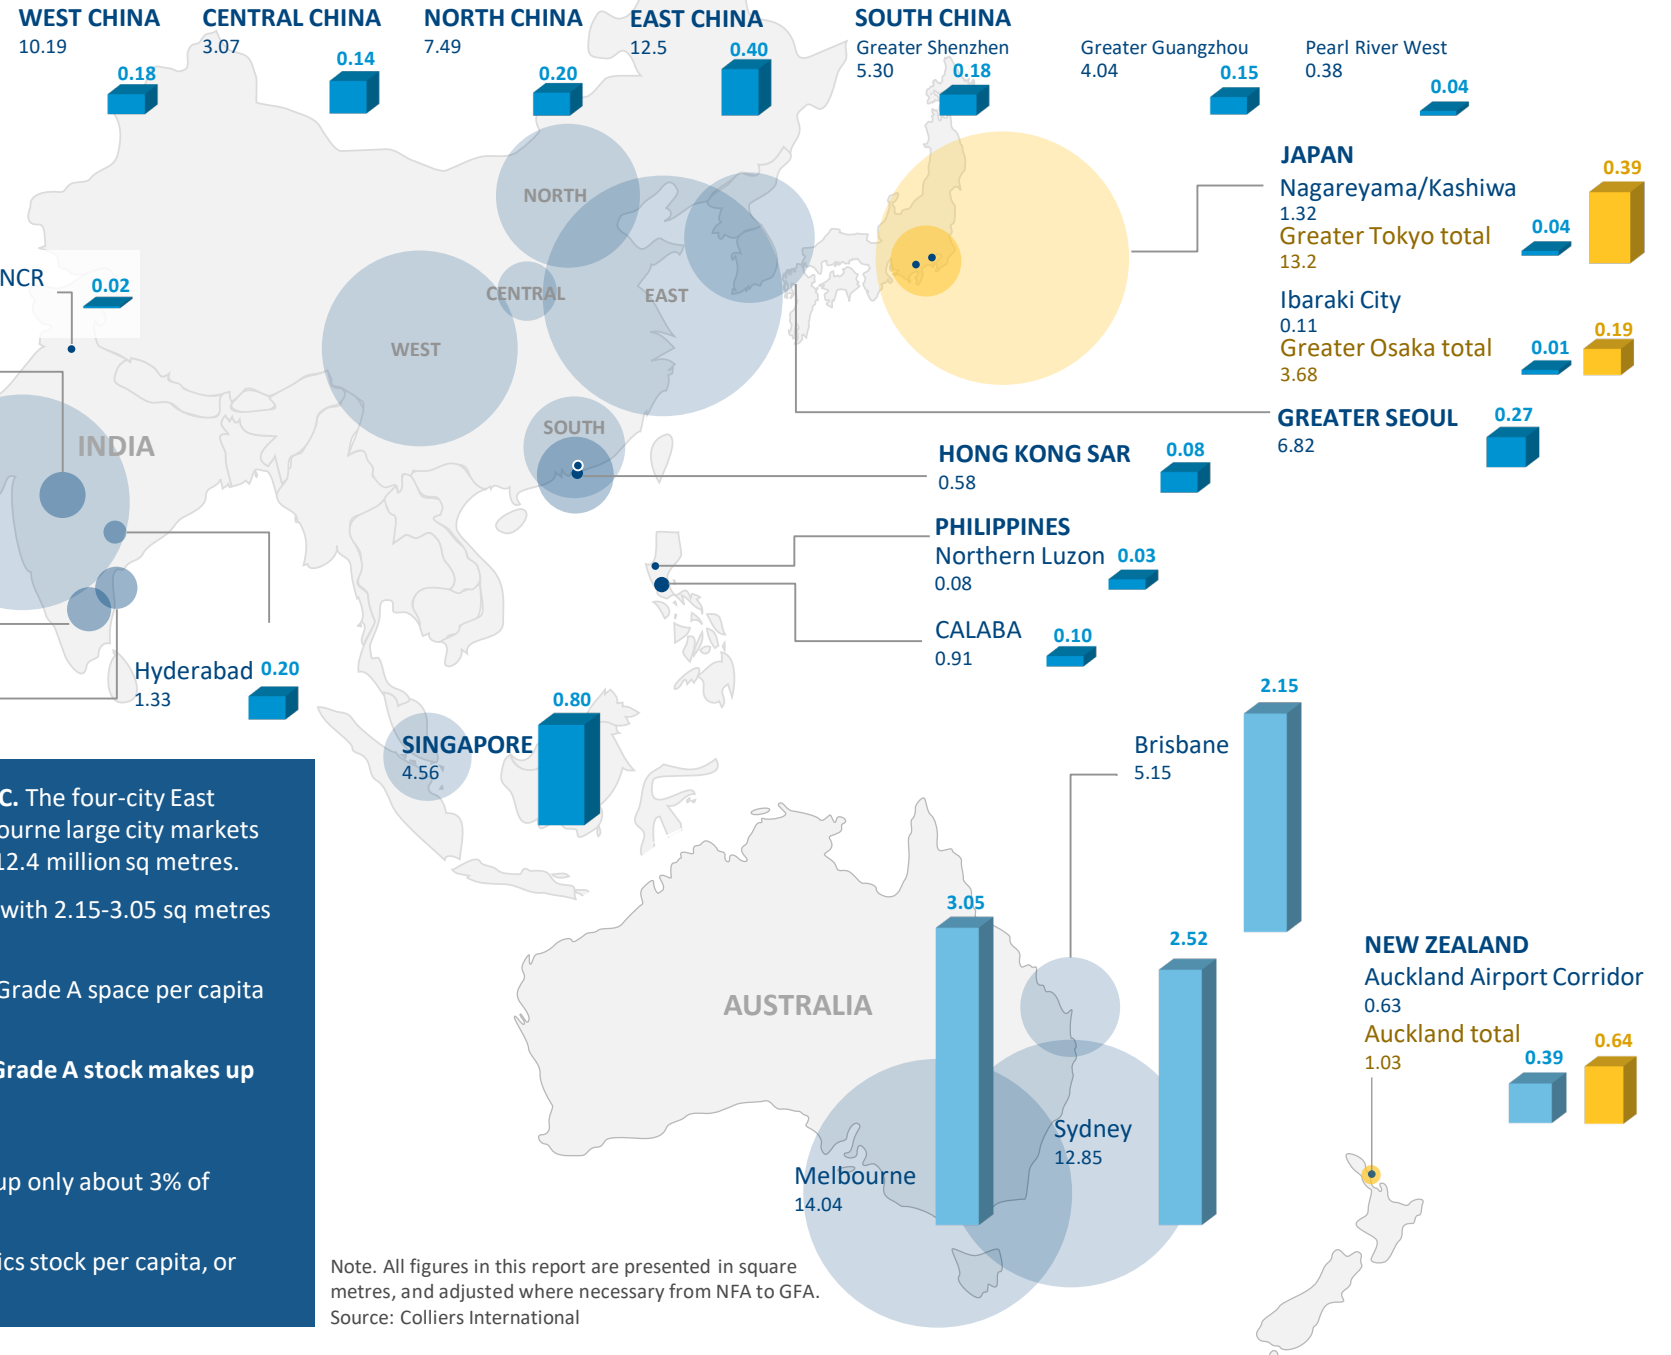 WEST CHINA
10.19
0.18
CENTRAL CHINA
3.07
0.14
NORTH CHINA
7.49
0.20
EAST CHINA
12.5
0.40
SOUTH CHINA
Greater Shenzhen
5.30
0.18
Greater Guangzhou
4.04
0.15
Pearl River West
0.38
0.04
JAPAN
Nagareyama/Kashiwa
1.32
Greater Tokyo total
13.2
0.04
0.39
Ibaraki City
0.11
Greater Osaka total
3.68
0.01
0.19
GREATER SEOUL
6.82
0.27
NORTH
CENTRAL
EAST
WEST
SOUTH
NCR
0.02
INDIA
HONG KONG SAR
0.58
0.08
PHILIPPINES
Northern Luzon
0.08
0.03
CALABA
0.91
0.10
Hyderabad
1.33
0.20
SINGAPORE
4.56
0.80
Brisbane
5.15
2.15
AUSTRALIA
3.05
Melbourne
14.04
2.52
Sydney
12.85
NEW ZEALAND
Auckland Airport Corridor
0.63
Auckland total
1.03
0.39
0.64
C. The four-city East
ourne large city markets
12.4 million sq metres.
with 2.15-3.05 sq metres
Grade A space per capita
Grade A stock makes up
up only about 3% of
ics stock per capita, or
Note. All figures in this report are presented in square
metres, and adjusted where necessary from NFA to GFA.
Source: Colliers International